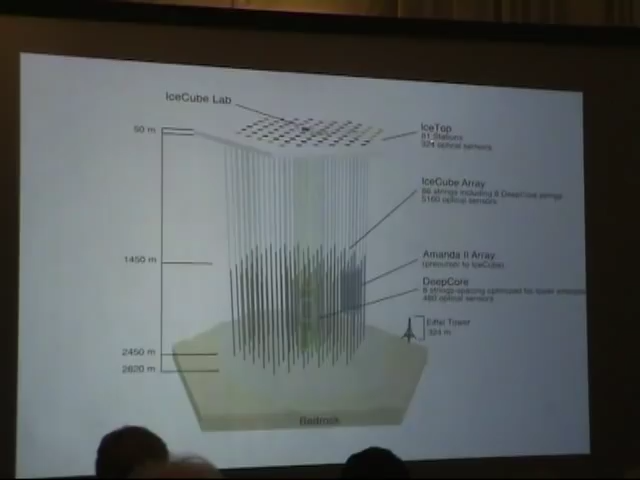 IceCube Lab
50 m
IceTop
81 Stations
324 optical sensors
IceCube Array
86 strings including 8 DeepCore strings
5160 optical sensors
1450 m
Amanda II Array
(precursor to IceCube)
DeepCore
8 strings-spacing optimized for lower energies
480 optical sensors
Eiffel Tower
324 m
2450 m
2820 m
Bedrock